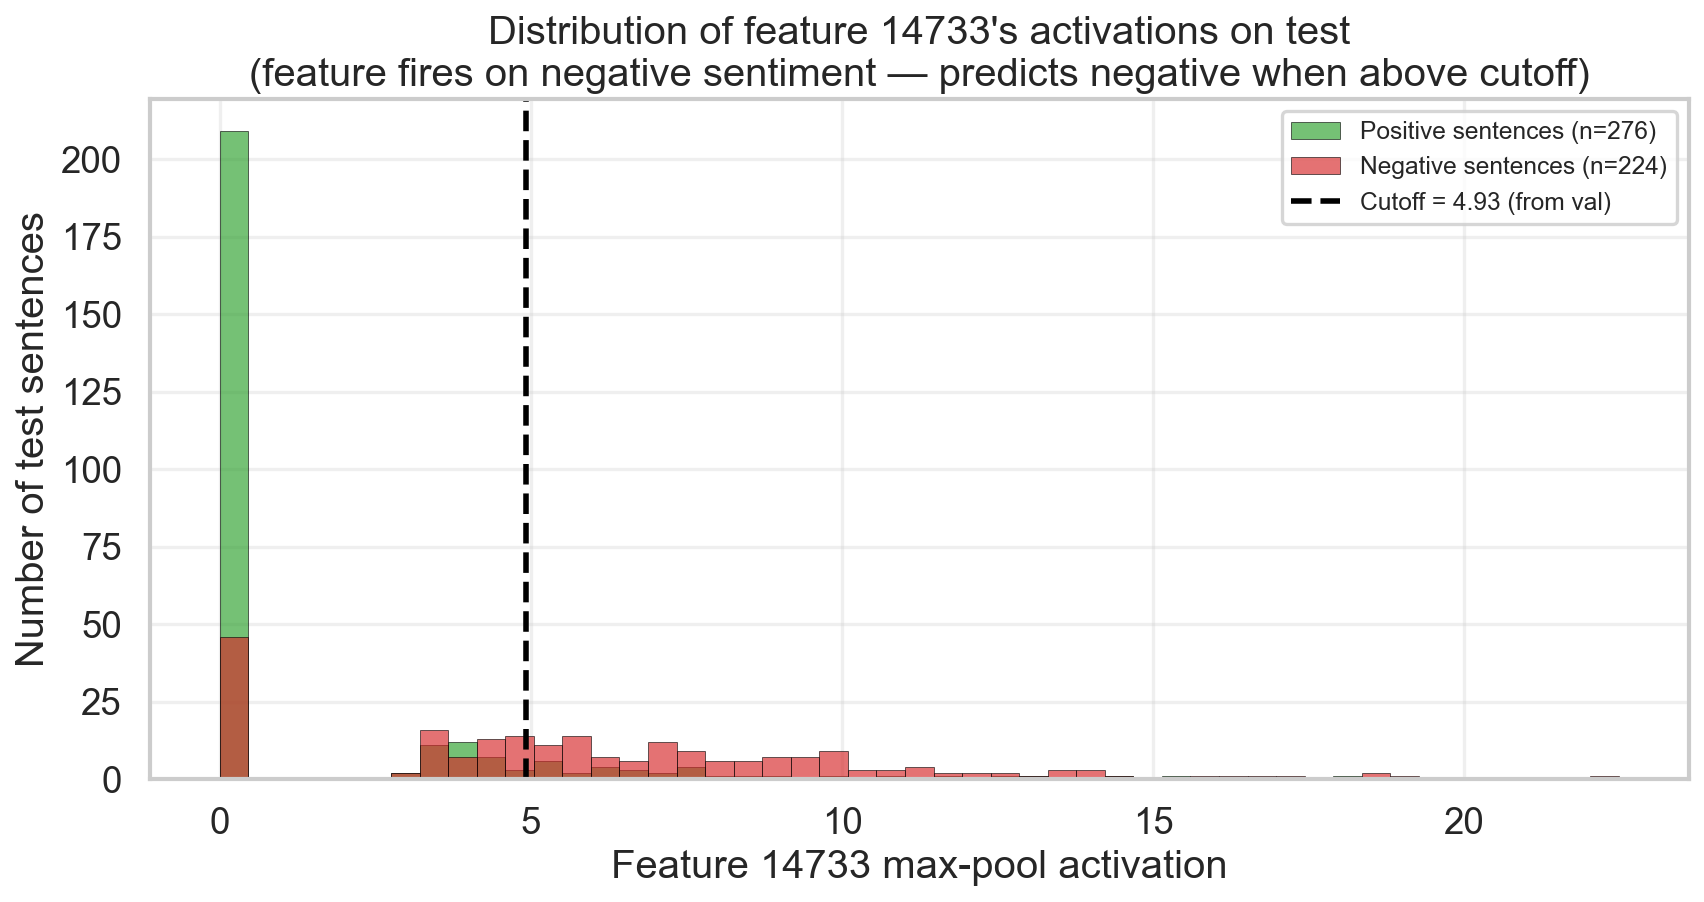 Distribution of feature 14733's activations on test
(feature fires on negative sentiment — predicts negative when above cutoff)
Positive sentences (n=276)
Negative sentences (n=224)
Cutoff = 4.93 (from val)
Number of test sentences
200
175
150
125
100
75
50
25
0
0 5 10 15 20
Feature 14733 max-pool activation